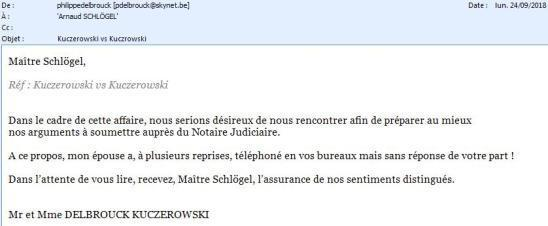 De : philippedelbrouck [pdelbrouck@skynet.be] Date : lun. 24/09/2018
À : 'Arnaud SCHLÖGEL'
Cc :
Objet : Kuczerowski vs Kuczrowski
Maître Schlögel,
Réf : Kuczerowski vs Kuczrowski
Dans le cadre de cette affaire, nous serions désireux de nous rencontrer afin de préparer au mieux
nos arguments à soumettre auprès du Notaire Judiciaire.
A ce propos, mon épouse a, à plusieurs reprises, téléphoné en vos bureaux mais sans réponse de votre part !
Dans l'attente de vous lire, recevez, Maître Schlögel, l'assurance de nos sentiments distingués.
Mr et Mme DELBROUCK KUCZEROWSKI